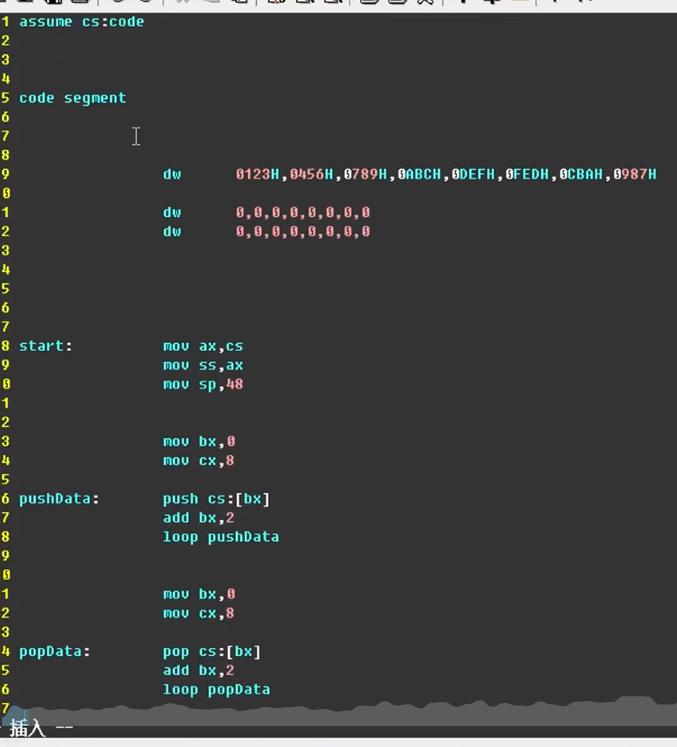 1 assume cs:code
2
3
4
5 code segment
6
7
8
9 dw 0123H,0456H,0789H,0ABCH,0DEFH,0FEDH,0CBAH,0987H
0
1 dw 0,0,0,0,0,0,0,0
2 dw 0,0,0,0,0,0,0,0
3
4
5
6
7
8 start: mov ax,cs
9 mov ss,ax
0 mov sp,48
1
2
3 mov bx,0
4 mov cx,8
5
6 pushData: push cs:[bx]
7 add bx,2
8 loop pushData
9
0
1 mov bx,0
2 mov cx,8
3
4 popData: pop cs:[bx]
5 add bx,2
6 loop popData
7
插入 --